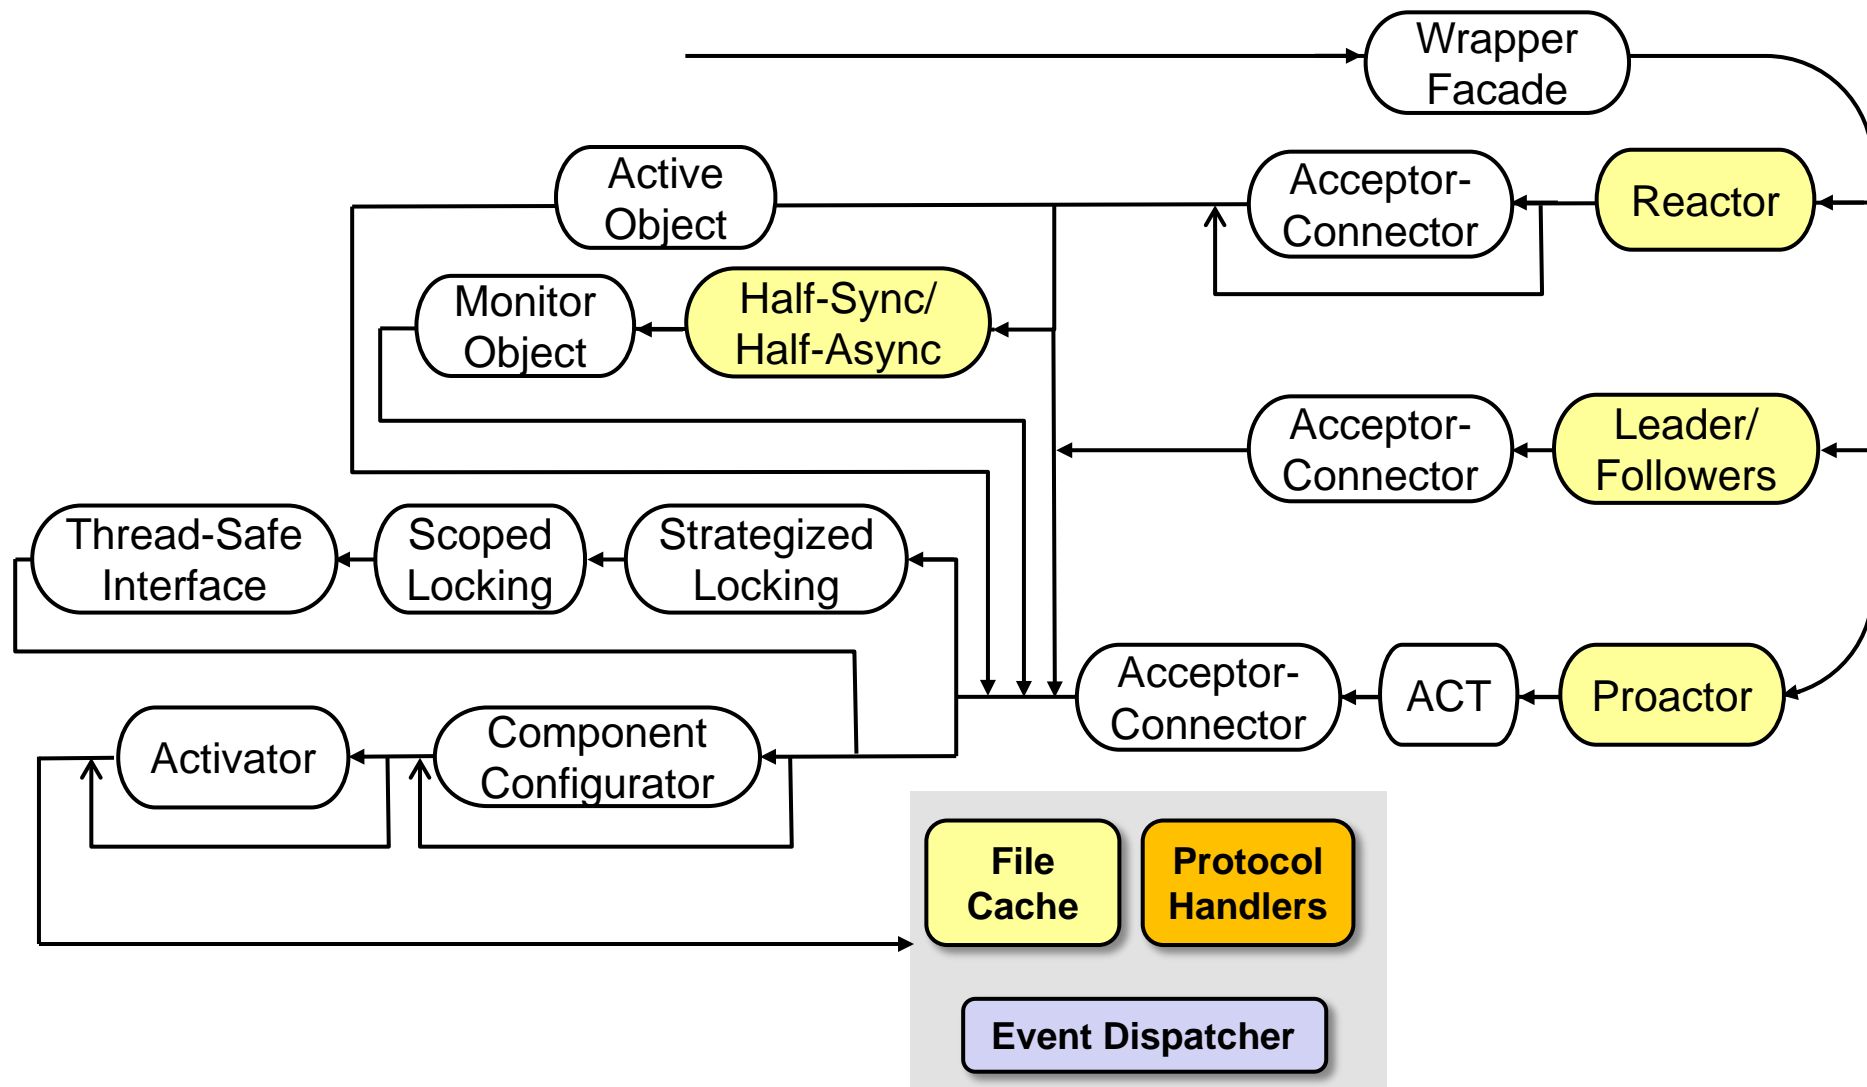 Wrapper
Facade
Active
Object
Acceptor-
Connector
Reactor
Monitor
Object
Half-Sync/
Half-Async
Acceptor-
Connector
Leader/
Followers
Thread-Safe
Interface
Scoped
Locking
Strategized
Locking
Acceptor-
Connector
ACT
Proactor
Activator
Component
Configurator
File
Cache
Protocol
Handlers
Event Dispatcher